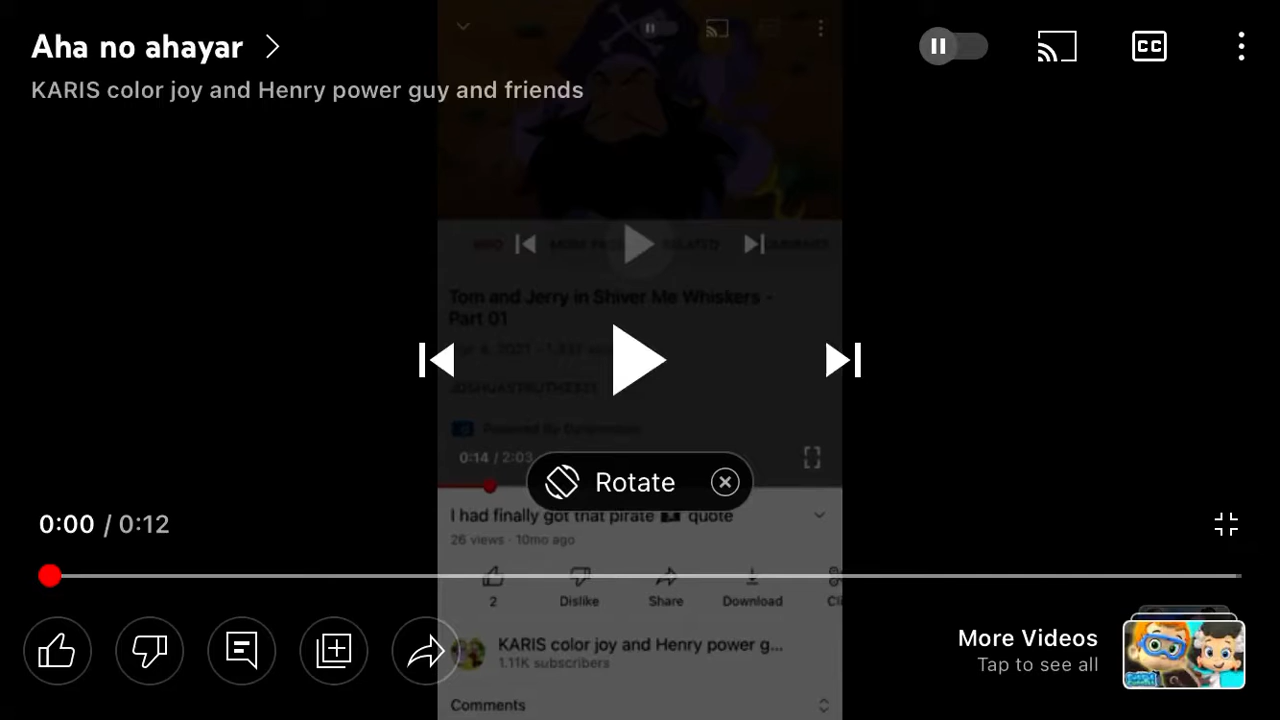 Aha no ahayar
KARIS color joy and Henry power guy and friends
CC
RELATED
Tom and Jerry in Shiver Me Whiskers -
Part 01
0:14 / 2:03
Rotate
0:00 / 0:12
I had finally got that pirate quote
26 views · 10mo ago
2
Dislike
Share
Download
KARIS color joy and Henry power g...
1.11K subscribers
Comments
More Videos
Tap to see all